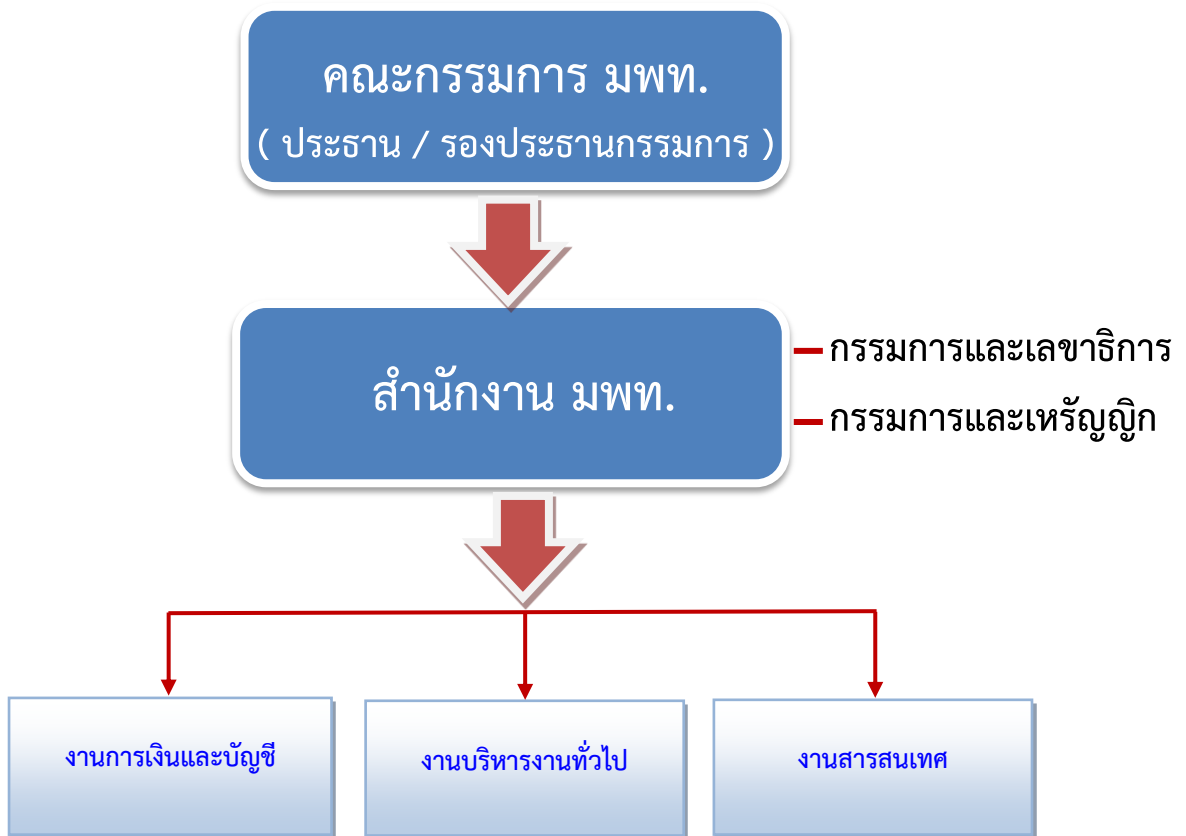 คณะกรรมการ มพท.
( ประธาน / รองประธานกรรมการ )
สำนักงาน มพท.
กรรมการและเลขาธิการ
กรรมการและเหรัญญิก
งานการเงินและบัญชี
งานบริหารงานทั่วไป
งานสารสนเทศ